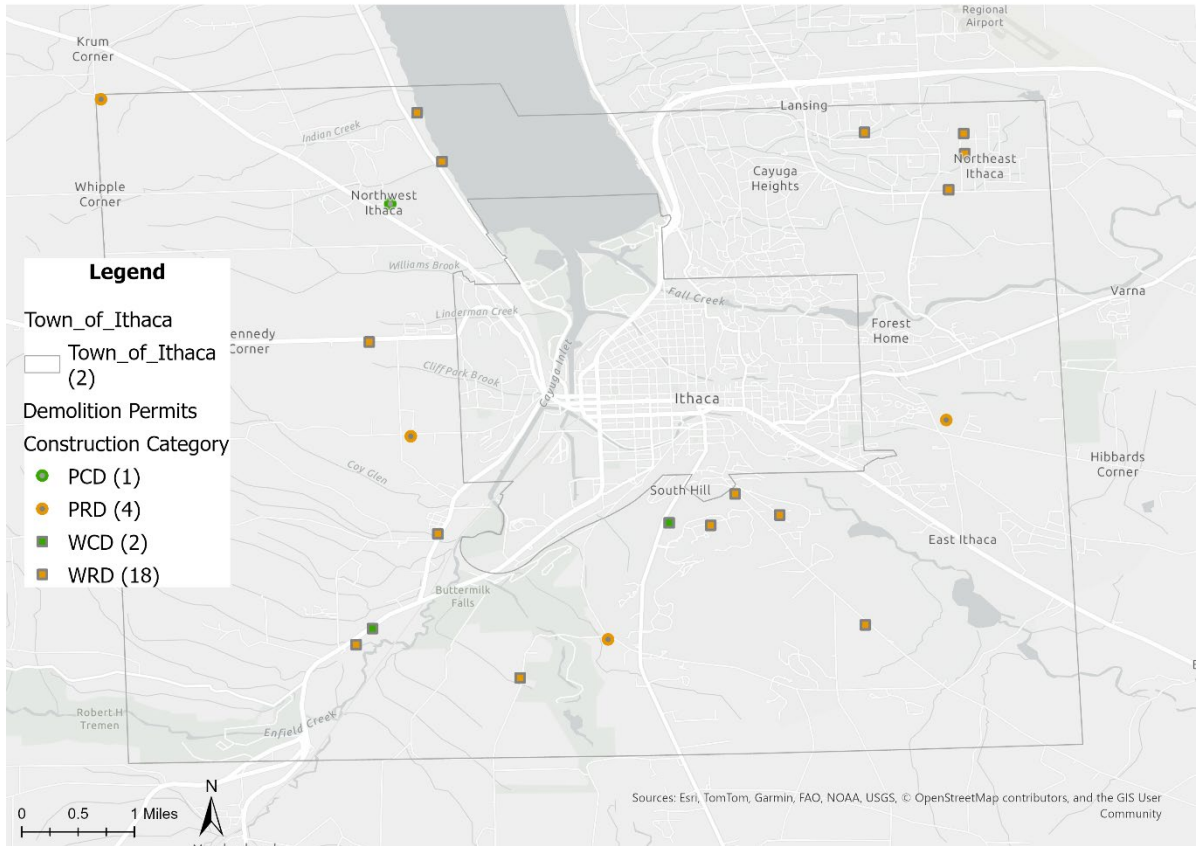 Regional
Airport
Krum
Corner
Lansing
Indian Creek
Northeast
Ithaca
Cayuga
Heights
Whipple
Corner
Northwest
Ithaca
Williams Brook
Legend
Town_of_Ithaca
Town_of_Ithaca
(2)
Demolition Permits
Construction Category
PCD (1)
PRD (4)
WCD (2)
WRD (18)
Varna
Fall Creek
Linderman Creek
Forest
Home
ennedy
Corner
Cliff Park Brook
Cayuga Inlet
Ithaca
Coy Glen
Hibbards
Corner
South Hill
East Ithaca
Buttermilk
Falls
Robert H
Tremen
Enfield Creek
N
0 0.5 1 Miles
Sources: Esri, TomTom, Garmin, FAO, NOAA, USGS, © OpenStreetMap contributors, and the GIS User
Community